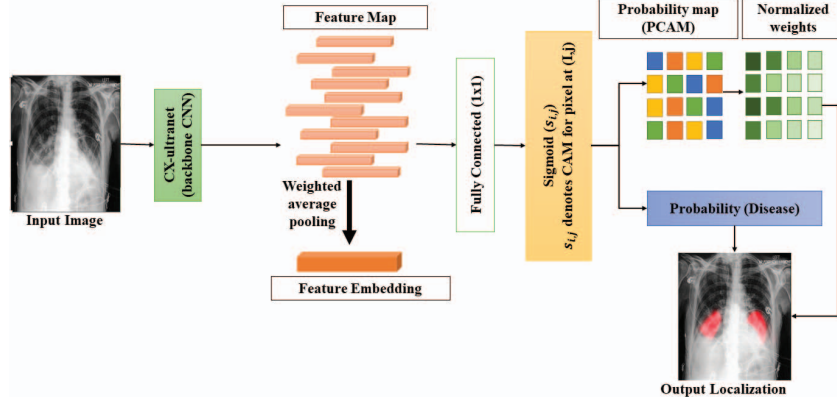 Feature Map
Probability map
(PCAM)
Normalized
weights
CX-ultranet
(backbone CNN)
Fully Connected (1x1)
Sigmoid (s_{i,j})
s_{i,j} denotes CAM for pixel at (I,j)
Weighted
average
pooling
Input Image
Probability (Disease)
Feature Embedding
Output Localization